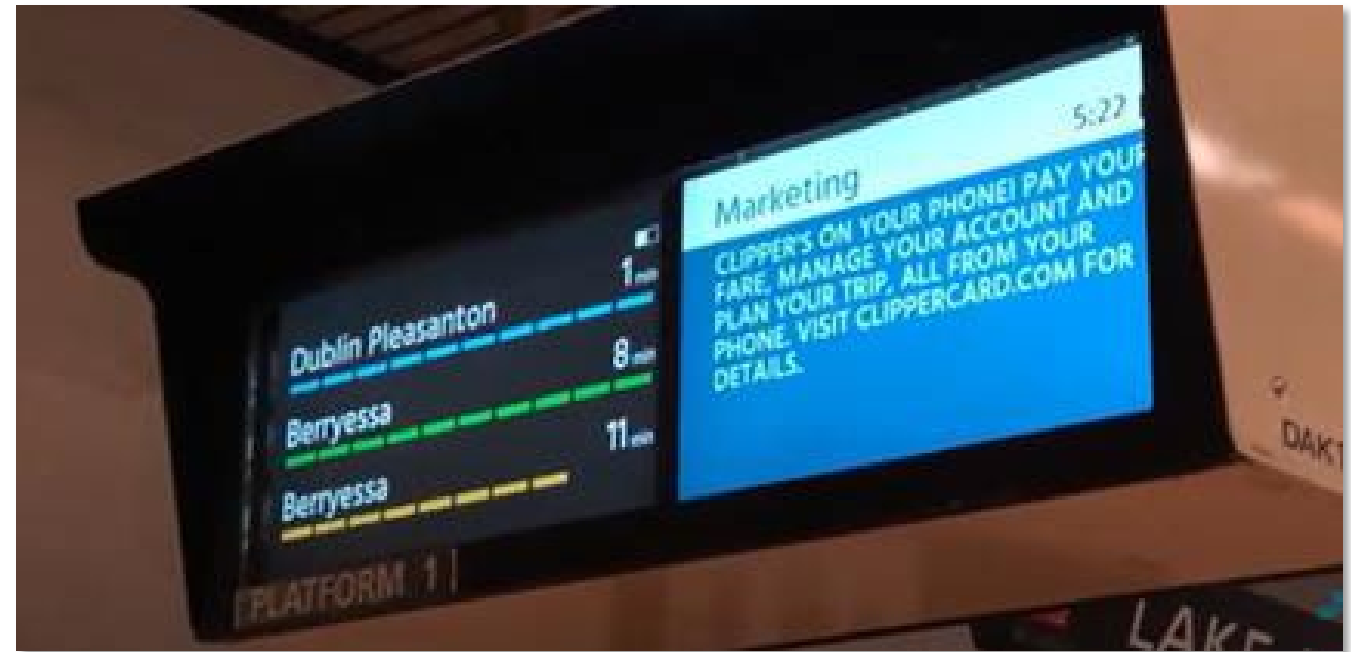 Dublin Pleasanton 1 min
Berryessa 8 min
Berryessa 11 min
PLATFORM 1
5:22
Marketing
CLIPPER'S ON YOUR PHONE! PAY YOUR
FARE, MANAGE YOUR ACCOUNT AND
PLAN YOUR TRIP, ALL FROM YOUR
PHONE. VISIT CLIPPERCARD.COM FOR
DETAILS.
DAKT
LAKE